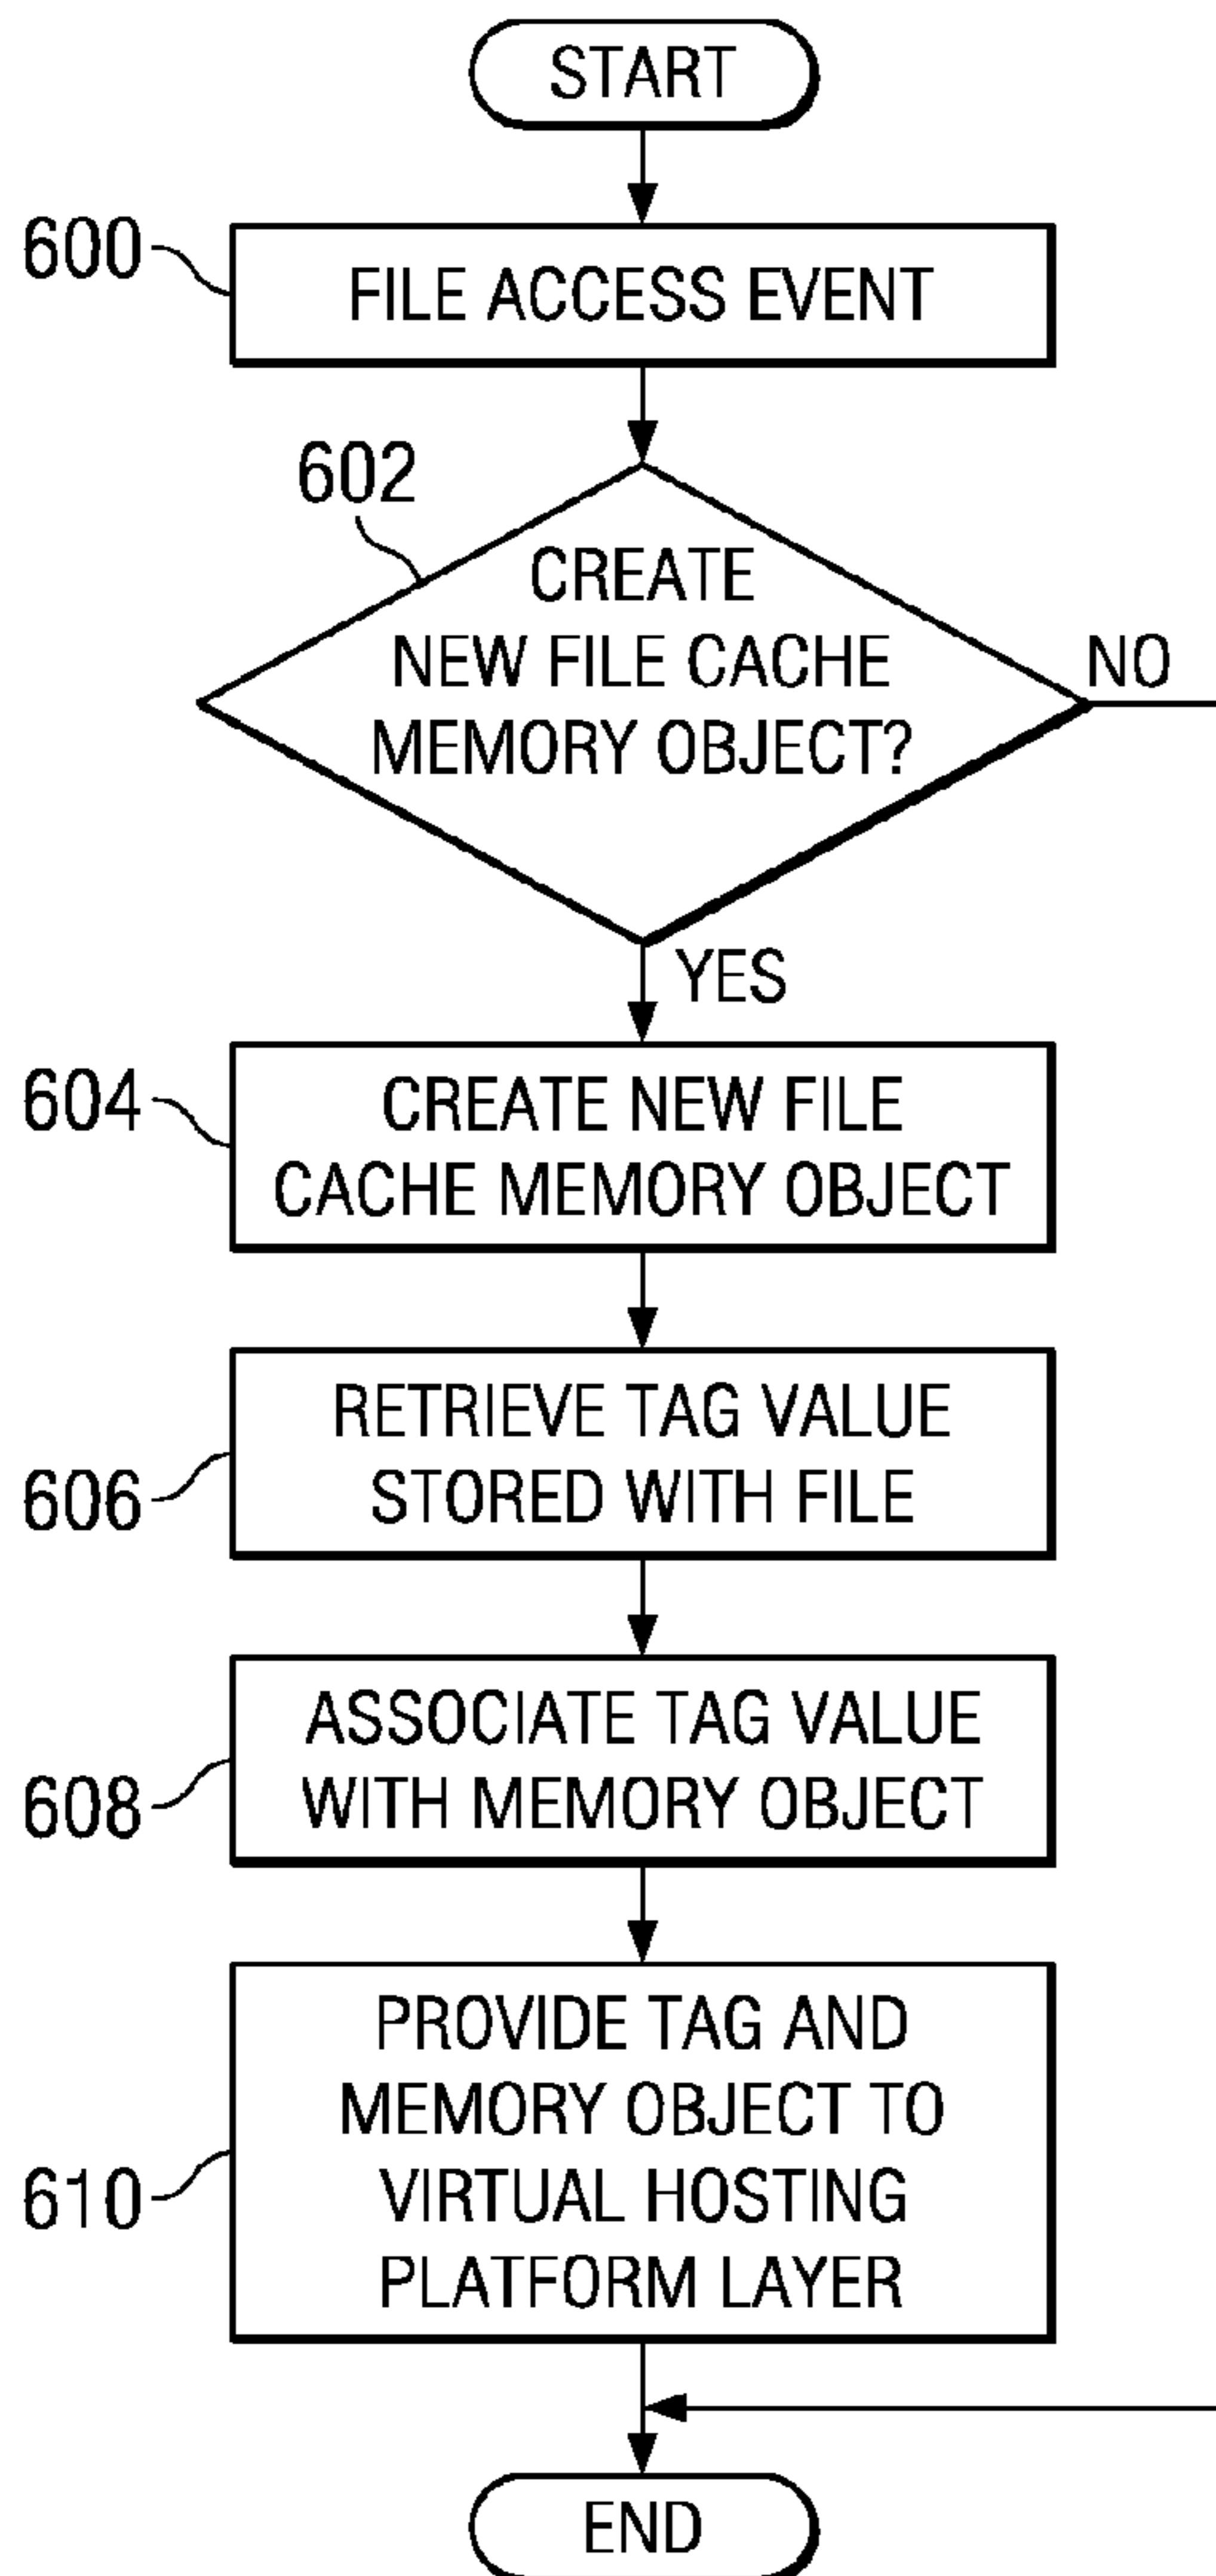 START
600
FILE ACCESS EVENT
602
CREATE
NEW FILE CACHE
MEMORY OBJECT?
NO
YES
604
CREATE NEW FILE
CACHE MEMORY OBJECT
606
RETRIEVE TAG VALUE
STORED WITH FILE
608
ASSOCIATE TAG VALUE
WITH MEMORY OBJECT
610
PROVIDE TAG AND
MEMORY OBJECT TO
VIRTUAL HOSTING
PLATFORM LAYER
END